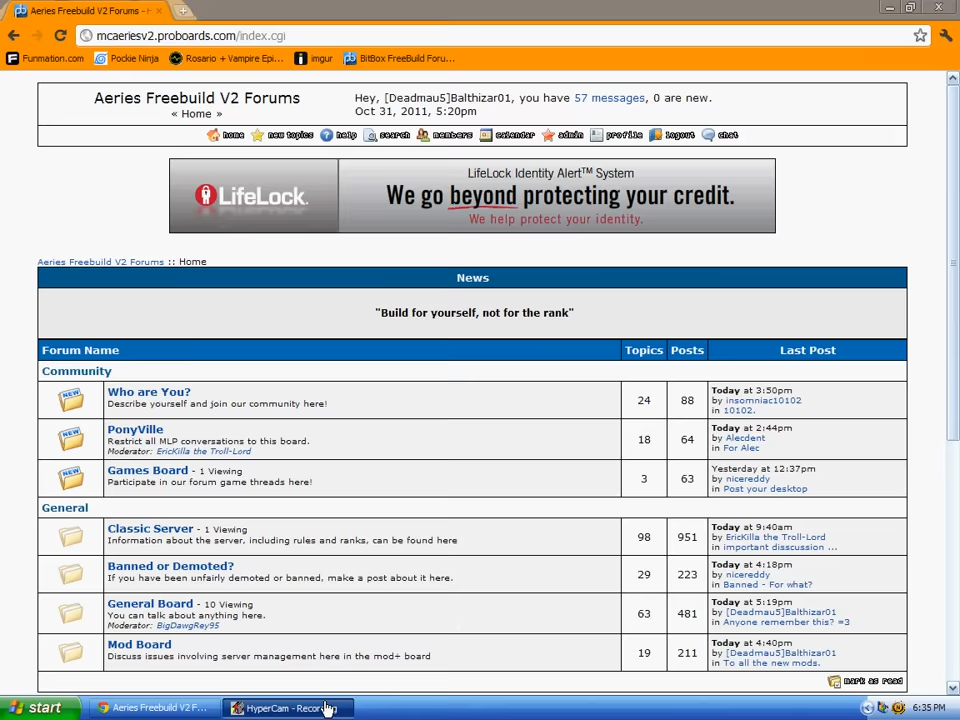 Aeries Freebuild V2 Forums - H
mcaeriesv2.proboards.com/index.cgi
Funmation.com Pockie Ninja Rosario + Vampire Epi... imgur BitBox FreeBuild Foru...
Aeries Freebuild V2 Forums
« Home »
Hey, [Deadmau5]Balthizar01, you have 57 messages, 0 are new.
Oct 31, 2011, 5:20pm
home new topics help search members calendar admin profile logout chat
LifeLock Identity Alert™ System
LifeLock. We go beyond protecting your credit.
We help protect your identity.
Aeries Freebuild V2 Forums :: Home
News
"Build for yourself, not for the rank"
Forum Name Topics Posts Last Post
Community
NEW Who are You?
Describe yourself and join our community here!
24 88
Today at 3:50pm
by insomniac10102
in 10102.
NEW PonyVille
Restrict all MLP conversations to this board.
Moderator: EricKilla the Troll-Lord
18 64
Today at 2:44pm
by Alecdent
in For Alec
NEW Games Board - 1 Viewing
Participate in our forum game threads here!
3 63
Yesterday at 12:37pm
by nicereddy
in Post your desktop
General
Classic Server - 1 Viewing
Information about the server, including rules and ranks, can be found here
98 951
Today at 9:40am
by EricKilla the Troll-Lord
in important disscussion ...
Banned or Demoted?
If you have been unfairly demoted or banned, make a post about it here.
29 223
Today at 4:18pm
by nicereddy
in Banned - For what?
General Board - 10 Viewing
You can talk about anything here.
Moderator: BigDawgRey95
63 481
Today at 5:19pm
by [Deadmau5]Balthizar01
in Anyone remember this? =3
Mod Board
Discuss issues involving server management here in the mod+ board
19 211
Today at 4:40pm
by [Deadmau5]Balthizar01
in To all the new mods.
mark as read
start Aeries Freebuild V2 F... HyperCam - Recor 6:35 PM